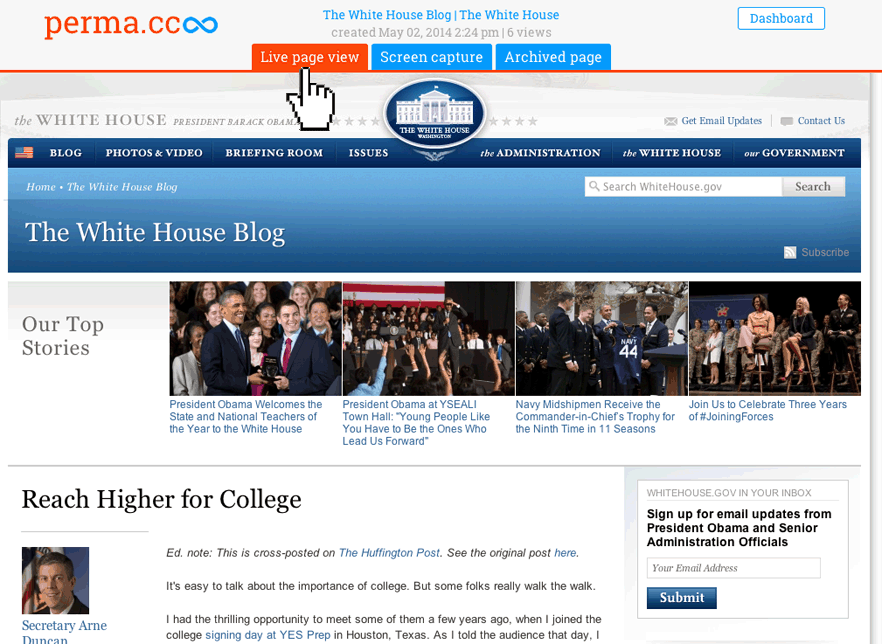 perma.cc
The White House Blog | The White House
created May 02, 2014 2:24 pm | 6 views
Dashboard
Live page view
Screen capture
Archived page
the WHITE HOUSE PRESIDENT BARACK OBAMA
THE WHITE HOUSE
WASHINGTON
Get Email Updates
Contact Us
BLOG
PHOTOS & VIDEO
BRIEFING ROOM
ISSUES
the ADMINISTRATION
the WHITE HOUSE
our GOVERNMENT
Home • The White House Blog
Search WhiteHouse.gov
Search
The White House Blog
Subscribe
Our Top
Stories
NAVY
44
President Obama Welcomes the
State and National Teachers of
the Year to the White House
President Obama at YSEALI
Town Hall: "Young People Like
You Have to Be the Ones Who
Lead Us Forward"
Navy Midshipmen Receive the
Commander-in-Chief's Trophy for
the Ninth Time in 11 Seasons
Join Us to Celebrate Three Years
of #JoiningForces
Reach Higher for College
Secretary Arne
Duncan
Ed. note: This is cross-posted on The Huffington Post. See the original post here.
It's easy to talk about the importance of college. But some folks really walk the walk.
I had the thrilling opportunity to meet some of them a few years ago, when I joined the
college signing day at YES Prep in Houston, Texas. As I told the audience that day, I
WHITEHOUSE.GOV IN YOUR INBOX
Sign up for email updates from
President Obama and Senior
Administration Officials
Your Email Address
Submit